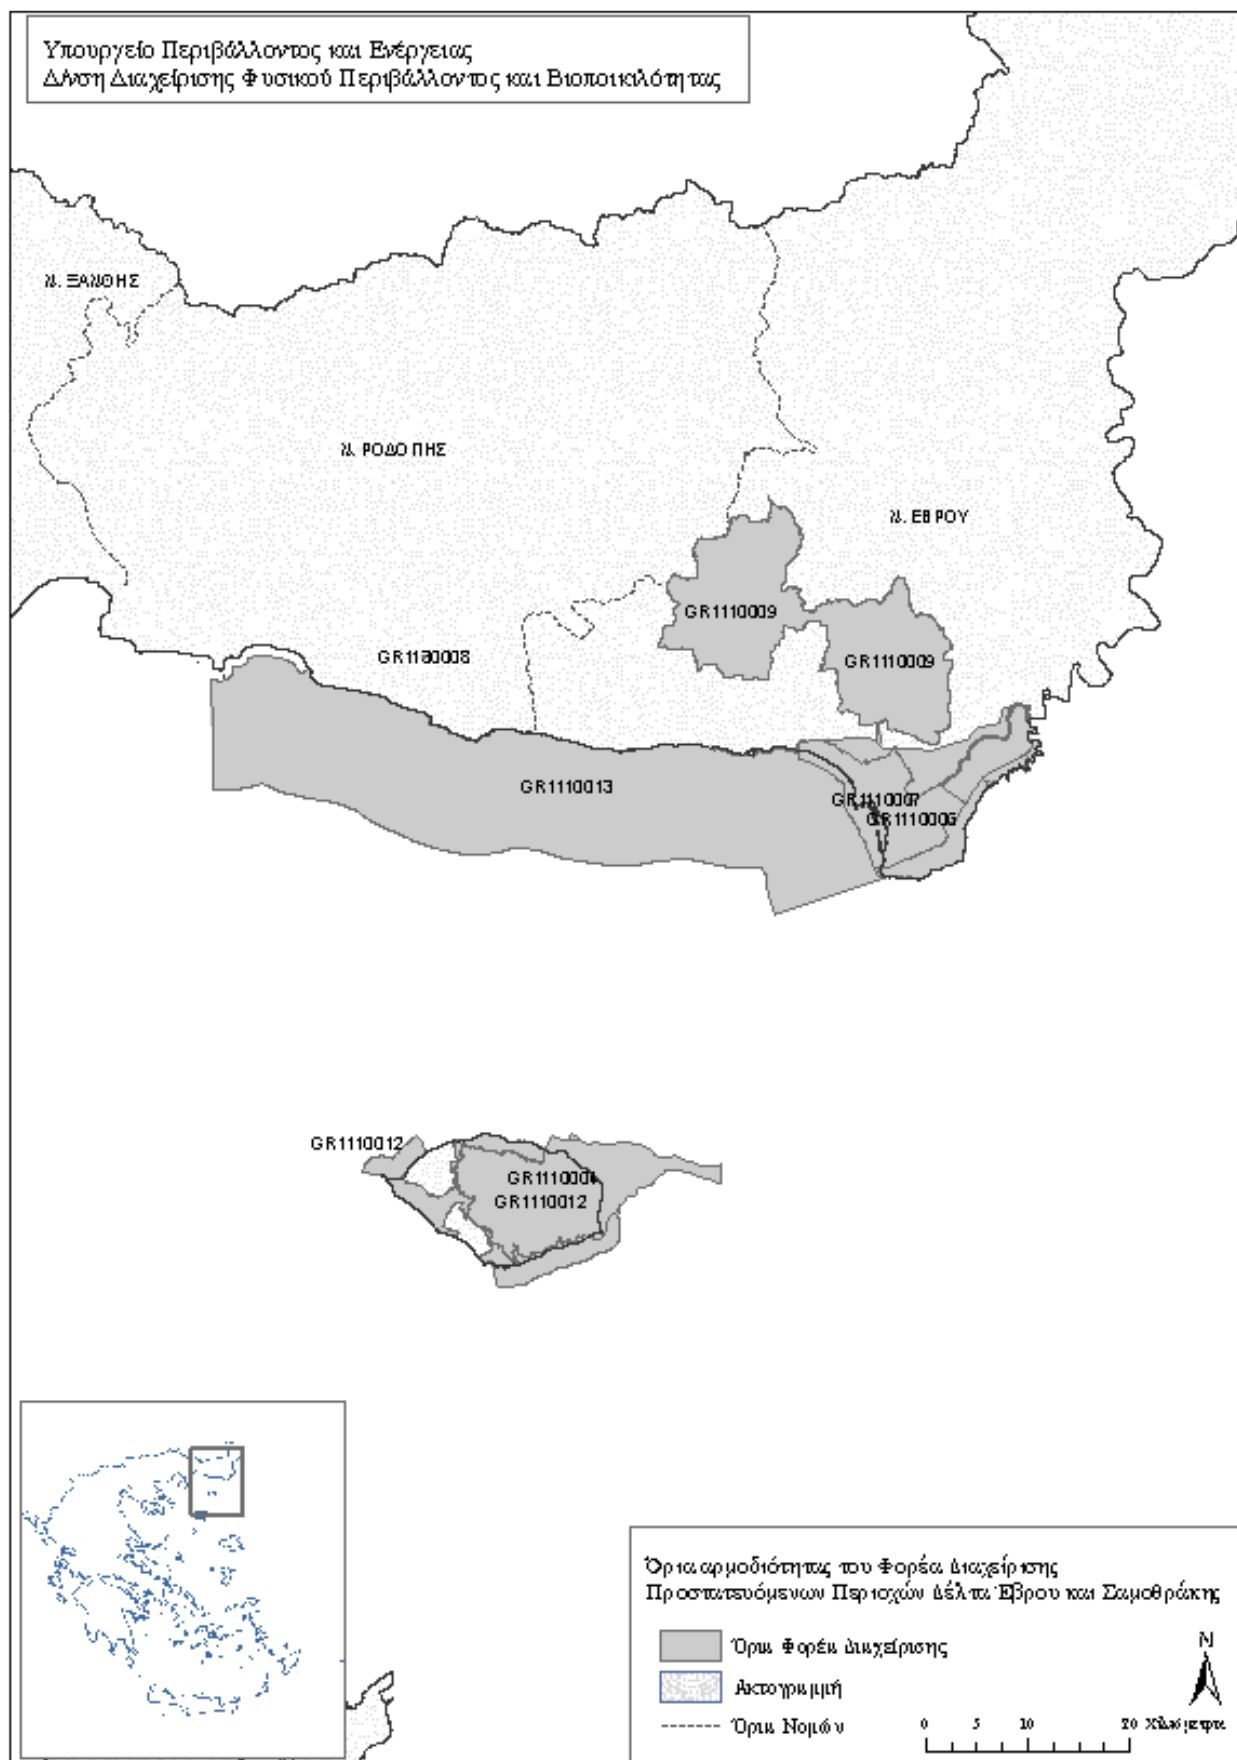 Υπουργείο Περιβάλλοντος και Ενέργειας
Δ/νση Διαχείρισης Φυσικού Περιβάλλοντος και Βιοποικιλότητας
Ν. ΞΑΝΘΗΣ
Ν. ΡΟΔΟΠΗΣ
Ν. ΕΒΡΟΥ
GR1110009
GR1130008
GR1110009
GR1110013
GR1110007
GR1110006
GR1110012
GR1110004
GR1110012
Όρια αρμοδιότητας του Φορέα Διαχείρισης
Προστατευόμενων Περιοχών Δέλτα Έβρου και Σαμοθράκης
Όρια Φορέα Διαχείρισης
N
Ακτογραμμή
Όρια Νομών
0 5 10 20 Χιλιόμετρα